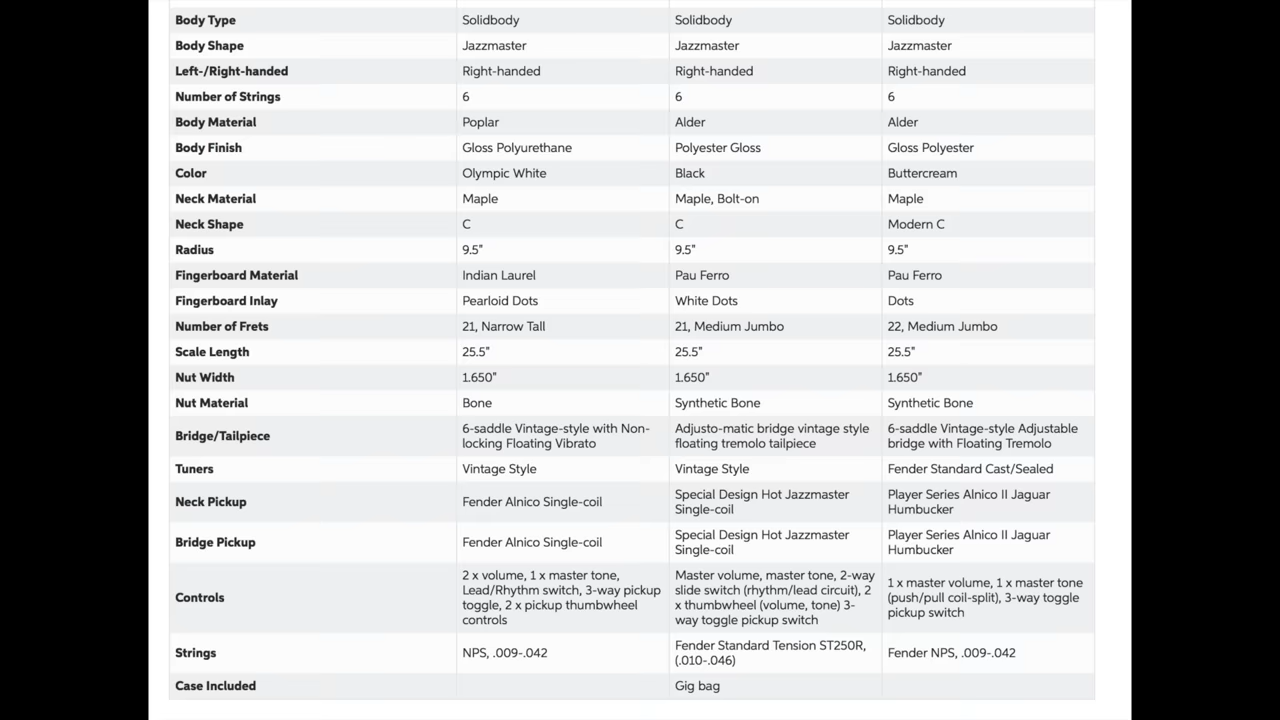 Body Type Solidbody Solidbody Solidbody
Body Shape Jazzmaster Jazzmaster Jazzmaster
Left-/Right-handed Right-handed Right-handed Right-handed
Number of Strings 6 6 6
Body Material Poplar Alder Alder
Body Finish Gloss Polyurethane Polyester Gloss Gloss Polyester
Color Olympic White Black Buttercream
Neck Material Maple Maple, Bolt-on Maple
Neck Shape C C Modern C
Radius 9.5" 9.5" 9.5"
Fingerboard Material Indian Laurel Pau Ferro Pau Ferro
Fingerboard Inlay Pearloid Dots White Dots Dots
Number of Frets 21, Narrow Tall 21, Medium Jumbo 22, Medium Jumbo
Scale Length 25.5" 25.5" 25.5"
Nut Width 1.650" 1.650" 1.650"
Nut Material Bone Synthetic Bone Synthetic Bone
Bridge/Tailpiece
6-saddle Vintage-style with Non-
locking Floating Vibrato
Adjusto-matic bridge vintage style
floating tremolo tailpiece
6-saddle Vintage-style Adjustable
bridge with Floating Tremolo
Tuners Vintage Style Vintage Style Fender Standard Cast/Sealed
Neck Pickup
Fender Alnico Single-coil
Special Design Hot Jazzmaster
Single-coil
Player Series Alnico II Jaguar
Humbucker
Bridge Pickup
Fender Alnico Single-coil
Special Design Hot Jazzmaster
Single-coil
Player Series Alnico II Jaguar
Humbucker
Controls
2 x volume, 1 x master tone,
Lead/Rhythm switch, 3-way pickup
toggle, 2 x pickup thumbwheel
controls
Master volume, master tone, 2-way
slide switch (rhythm/lead circuit), 2
x thumbwheel (volume, tone) 3-
way toggle pickup switch
1 x master volume, 1 x master tone
(push/pull coil-split), 3-way toggle
pickup switch
Strings
NPS, .009-.042
Fender Standard Tension ST250R,
(.010-.046)
Fender NPS, .009-.042
Case Included Gig bag